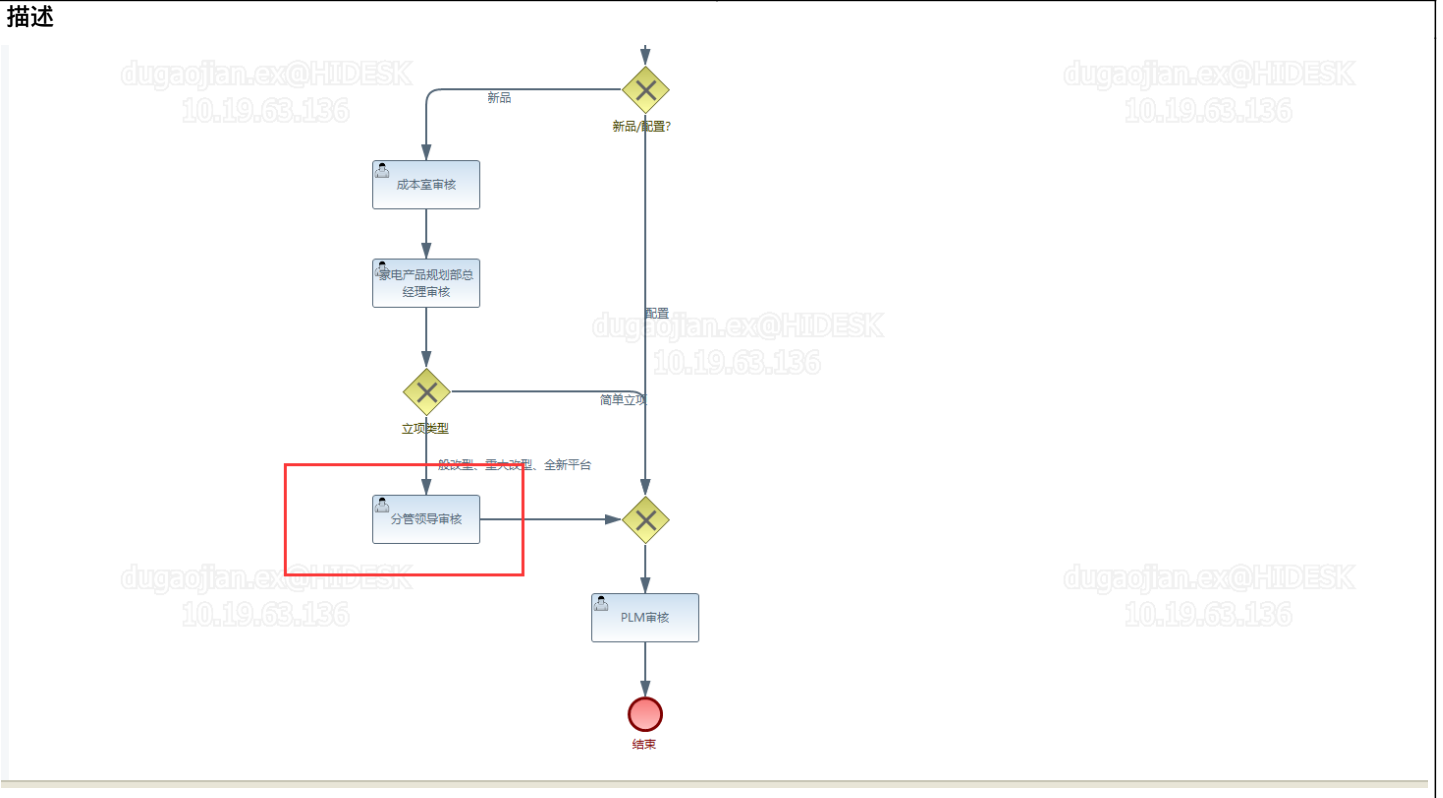 描述
dugaojian.ex@HIDESK
10.19.63.136
dugaojian.ex@HIDESK
10.19.63.136
新品
新品/配置?
成本室审核
家电产品规划部总
经理审核
配置
dugaojian.ex@HIDESK
10.19.63.136
简单立项
立项类型
一般改型、重大改型、全新平台
分管领导审核
dugaojian.ex@HIDESK
10.19.63.136
dugaojian.ex@HIDESK
10.19.63.136
PLM审核
结束